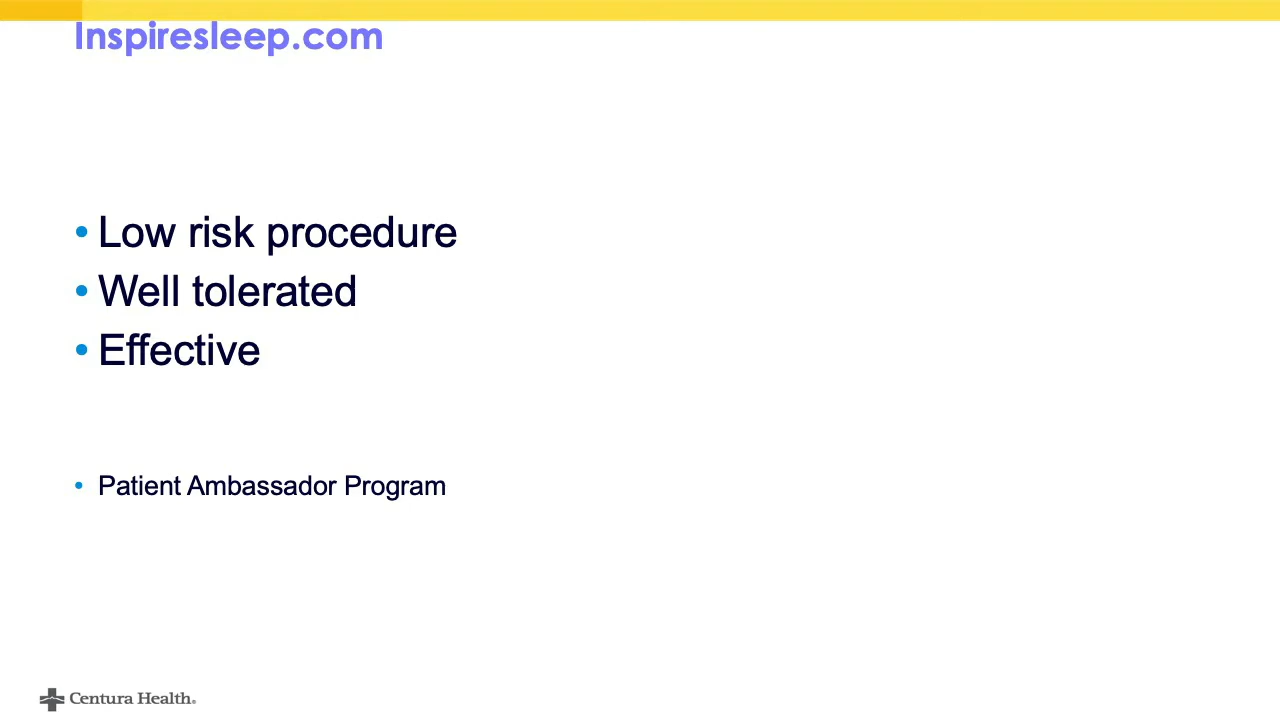 Inspiresleep.com
• Low risk procedure
• Well tolerated
• Effective
• Patient Ambassador Program
Centura Health®